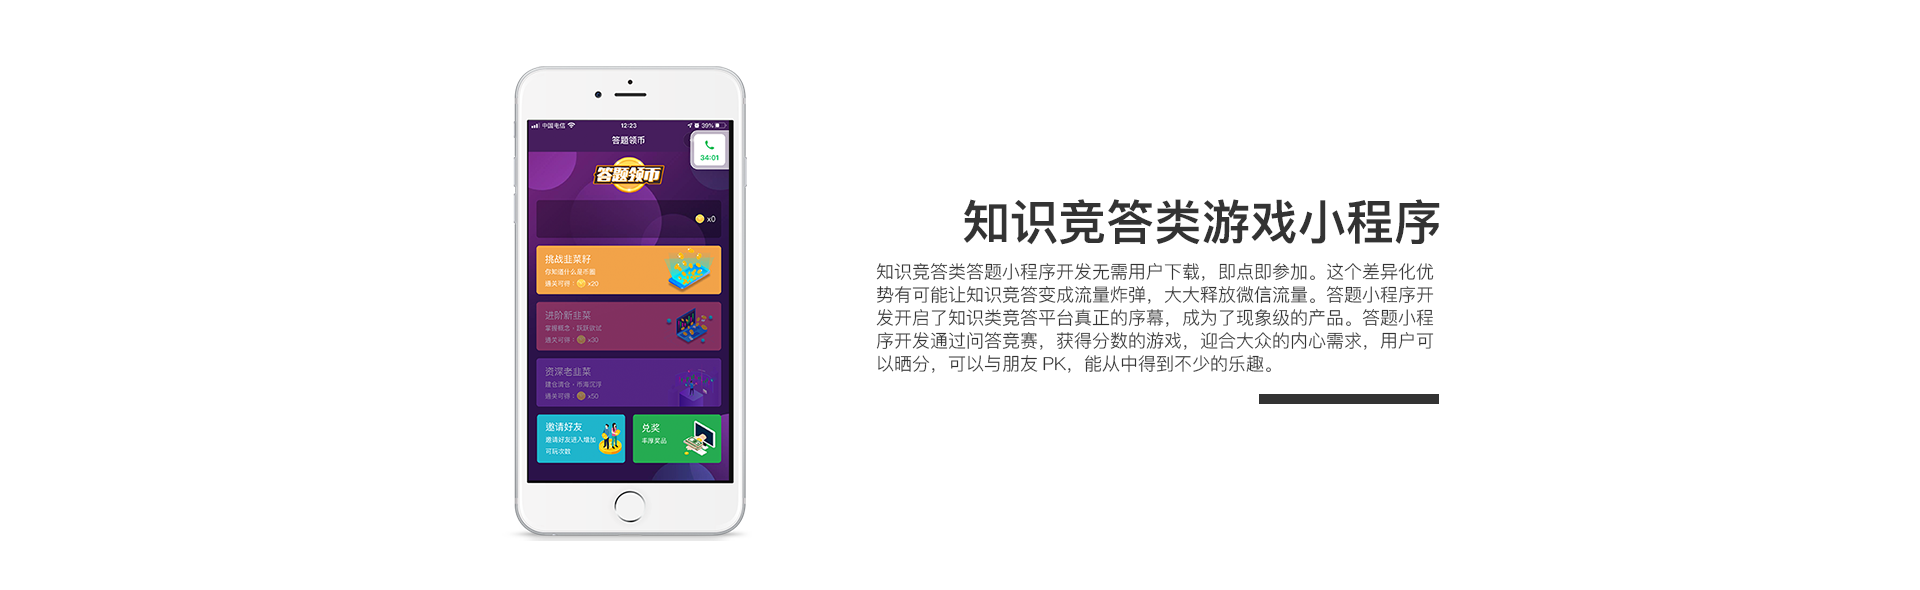 中国电信 12:23 39%
答题领币
34:01
答题领币
x0
挑战韭菜籽
你知道什么是币圈
通关可得：x20
进阶新韭菜
掌握概念·跃跃欲试
通关可得：x30
资深老韭菜
建仓清仓·币海沉浮
通关可得：x50
邀请好友
邀请好友进入增加
可玩次数
兑奖
丰厚奖品
知识竞答类游戏小程序
知识竞答类答题小程序开发无需用户下载，即点即参加。这个差异化优
势有可能让知识竞答变成流量炸弹，大大释放微信流量。答题小程序开
发开启了知识类竞答平台真正的序幕，成为了现象级的产品。答题小程
序开发通过问答竞赛，获得分数的游戏，迎合大众的内心需求，用户可
以晒分，可以与朋友 PK，能从中得到不少的乐趣。